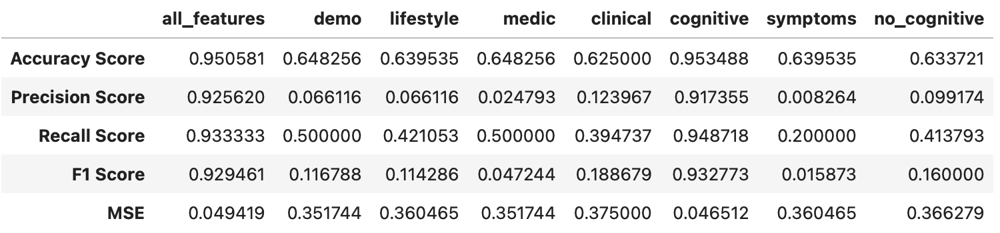 all_features demo lifestyle medic clinical cognitive symptoms no_cognitive
Accuracy Score 0.950581 0.648256 0.639535 0.648256 0.625000 0.953488 0.639535 0.633721
Precision Score 0.925620 0.066116 0.066116 0.024793 0.123967 0.917355 0.008264 0.099174
Recall Score 0.933333 0.500000 0.421053 0.500000 0.394737 0.948718 0.200000 0.413793
F1 Score 0.929461 0.116788 0.114286 0.047244 0.188679 0.932773 0.015873 0.160000
MSE 0.049419 0.351744 0.360465 0.351744 0.375000 0.046512 0.360465 0.366279